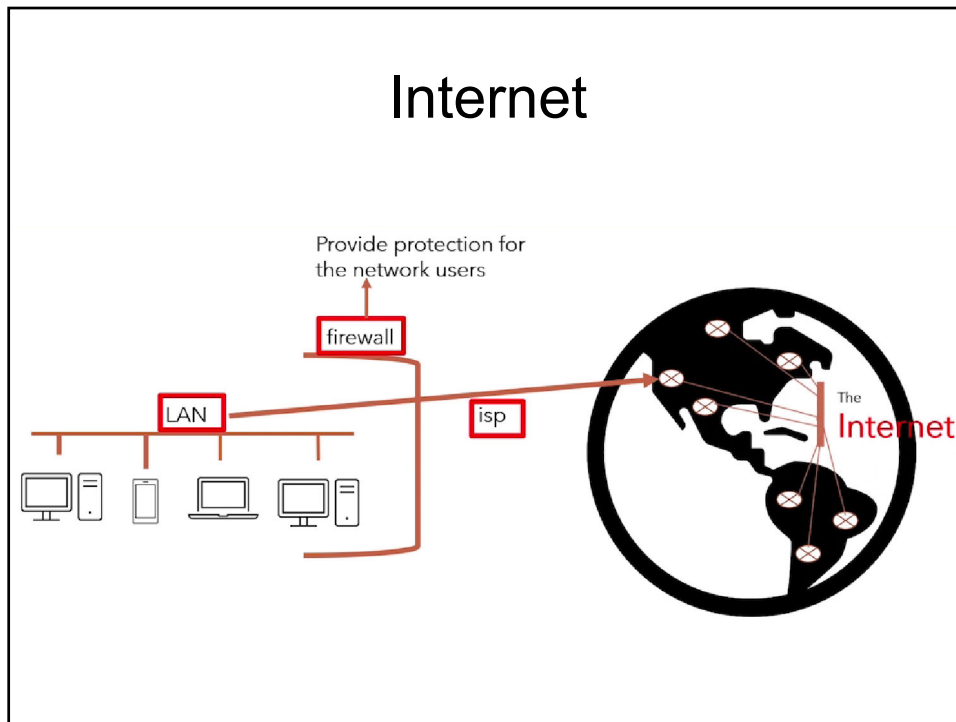 Internet
Provide protection for
the network users
firewall
LAN
isp
The
Internet